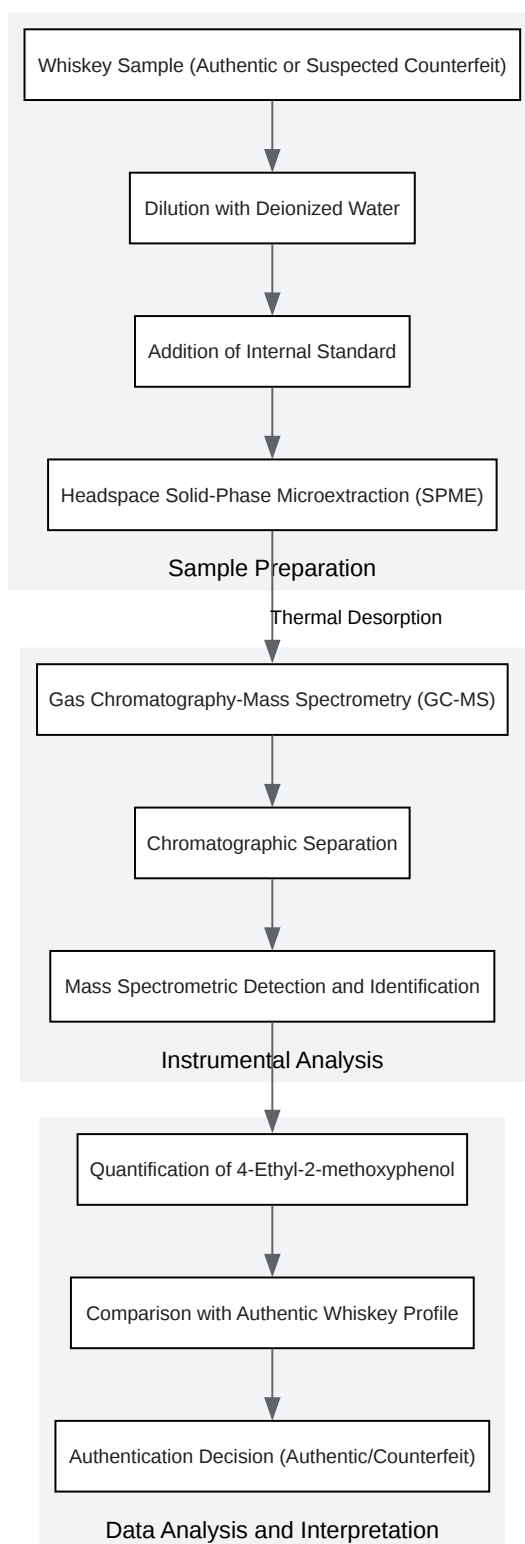 Whiskey Sample (Authentic or Suspected Counterfeit)
Dilution with Deionized Water
Addition of Internal Standard
Headspace Solid-Phase Microextraction (SPME)
Sample Preparation
Thermal Desorption
Gas Chromatography-Mass Spectrometry (GC-MS)
Chromatographic Separation
Mass Spectrometric Detection and Identification
Instrumental Analysis
Quantification of 4-Ethyl-2-methoxyphenol
Comparison with Authentic Whiskey Profile
Authentication Decision (Authentic/Counterfeit)
Data Analysis and Interpretation